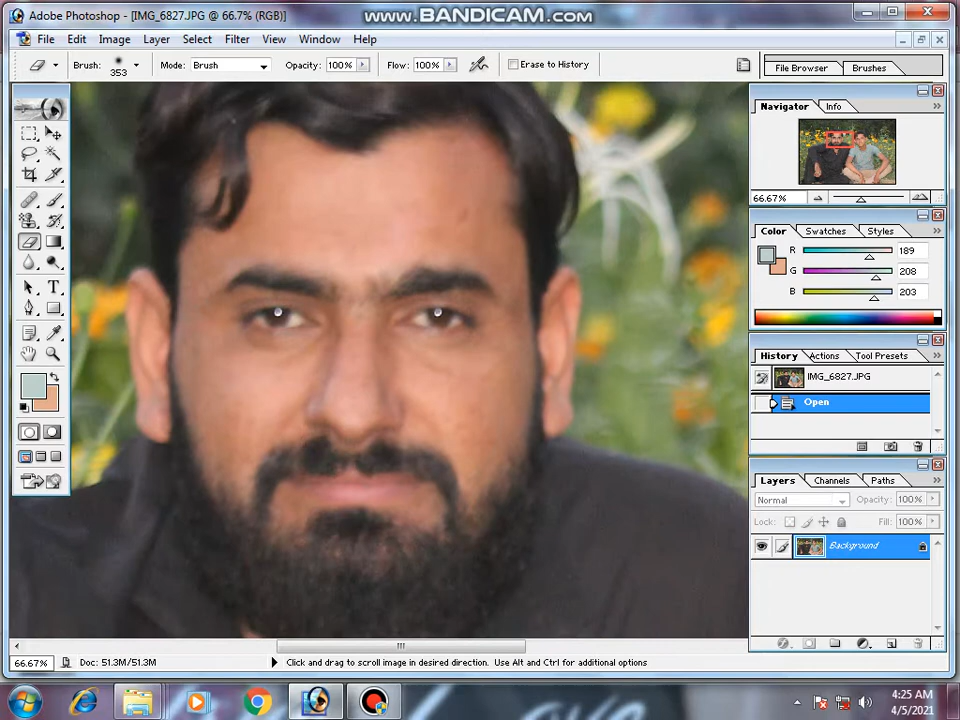 Adobe Photoshop - [IMG_6827.JPG @ 66.7% (RGB)]
www.BANDICAM.com
File Edit Image Layer Select Filter View Window Help
Brush: 353 Mode: Brush Opacity: 100% Flow: 100% Erase to History File Browser Brushes
Navigator Info
66.67%
Color Swatches Styles
R 189
G 208
B 203
History Actions Tool Presets
IMG_6827.JPG
Open
Layers Channels Paths
Normal Opacity: 100%
Lock: Fill: 100%
Background
66.67% Doc: 51.3M/51.3M Click and drag to scroll image in desired direction. Use Alt and Ctrl for additional options
4:25 AM
4/5/2021